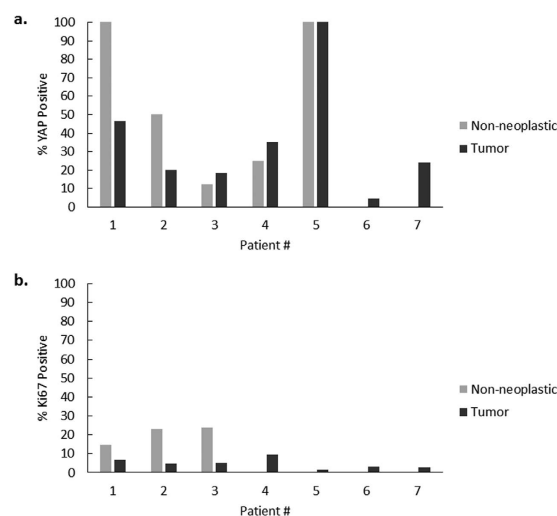 a.
100
90
80
70
60
50
40
30
20
10
0
% YAP Positive
1 2 3 4 5 6 7
Patient #
Non-neoplastic
Tumor
b.
100
90
80
70
60
50
40
30
20
10
0
% Ki67 Positive
1 2 3 4 5 6 7
Patient #
Non-neoplastic
Tumor